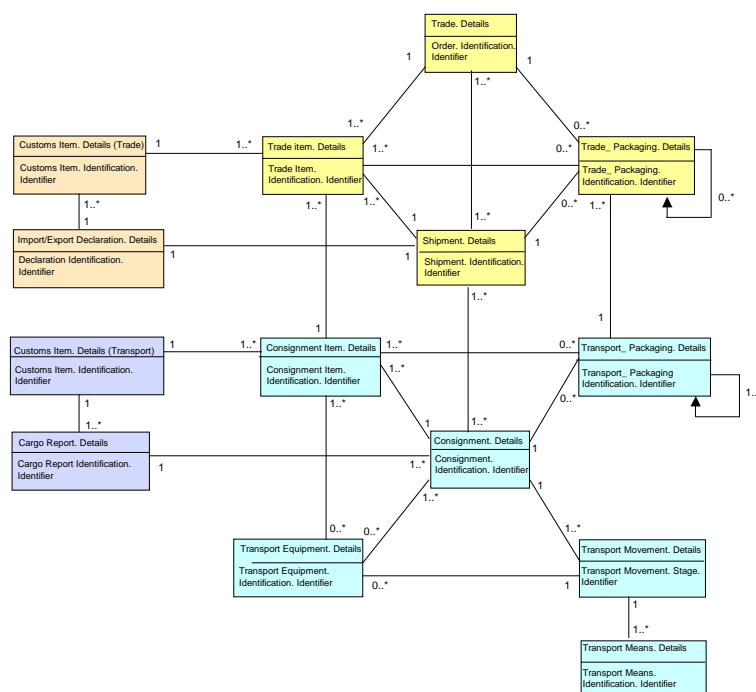 Trade. Details
Order. Identification.
Identifier
1
1
1..*
1..*
0..*
Customs Item. Details (Trade)
Customs Item. Identification.
Identifier
1
1..*
Trade item. Details
Trade Item.
Identification. Identifier
1..*
0..*
Trade_ Packaging. Details
Trade_ Packaging.
Identification. Identifier
0..*
1..*
1..*
1..*
0..*
1..*
1
1
1..*
1
Import/Export Declaration. Details
Declaration Identification.
Identifier
1
1
Shipment. Details
Shipment. Identification.
Identifier
1..*
1
1
Customs Item. Details (Transport)
Customs Item. Identification.
Identifier
1
1..*
Consignment Item. Details
Consignment Item.
Identification. Identifier
1..*
1..*
0..*
Transport_ Packaging. Details
Transport_ Packaging
Identification. Identifier
1..
1
1..*
1..*
0..*
1
1..*
1
Cargo Report. Details
Cargo Report Identification.
Identifier
1
1..*
Consignment. Details
Consignment.
Identification. Identifier
1..*
1
0..*
0..*
1..*
Transport Equipment. Details
Transport Equipment.
Identification. Identifier
0..*
1
Transport Movement. Details
Transport Movement. Stage.
Identifier
1
1..*
Transport Means. Details
Transport Means.
Identification. Identifier